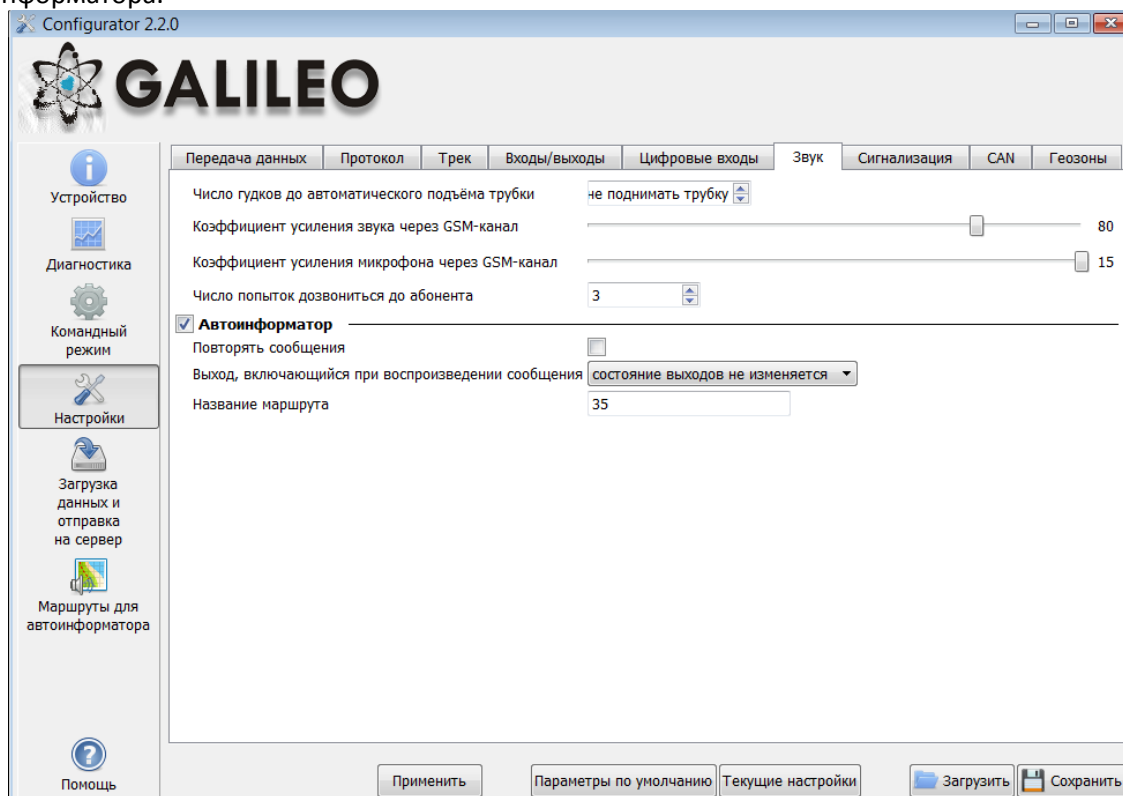 нформатора.
Configurator 2.2.0
GALILEO
Устройство
Диагностика
Командный
режим
Настройки
Загрузка
данных и
отправка
на сервер
Маршруты для
автоинформатора
Помощь
Передача данных Протокол Трек Входы/выходы Цифровые входы Звук Сигнализация CAN Геозоны
Число гудков до автоматического подъёма трубки не поднимать трубку
Коэффициент усиления звука через GSM-канал 80
Коэффициент усиления микрофона через GSM-канал 15
Число попыток дозвониться до абонента 3
Автоинформатор
Повторять сообщения
Выход, включающийся при воспроизведении сообщения состояние выходов не изменяется
Название маршрута 35
Применить Параметры по умолчанию Текущие настройки Загрузить Сохранить